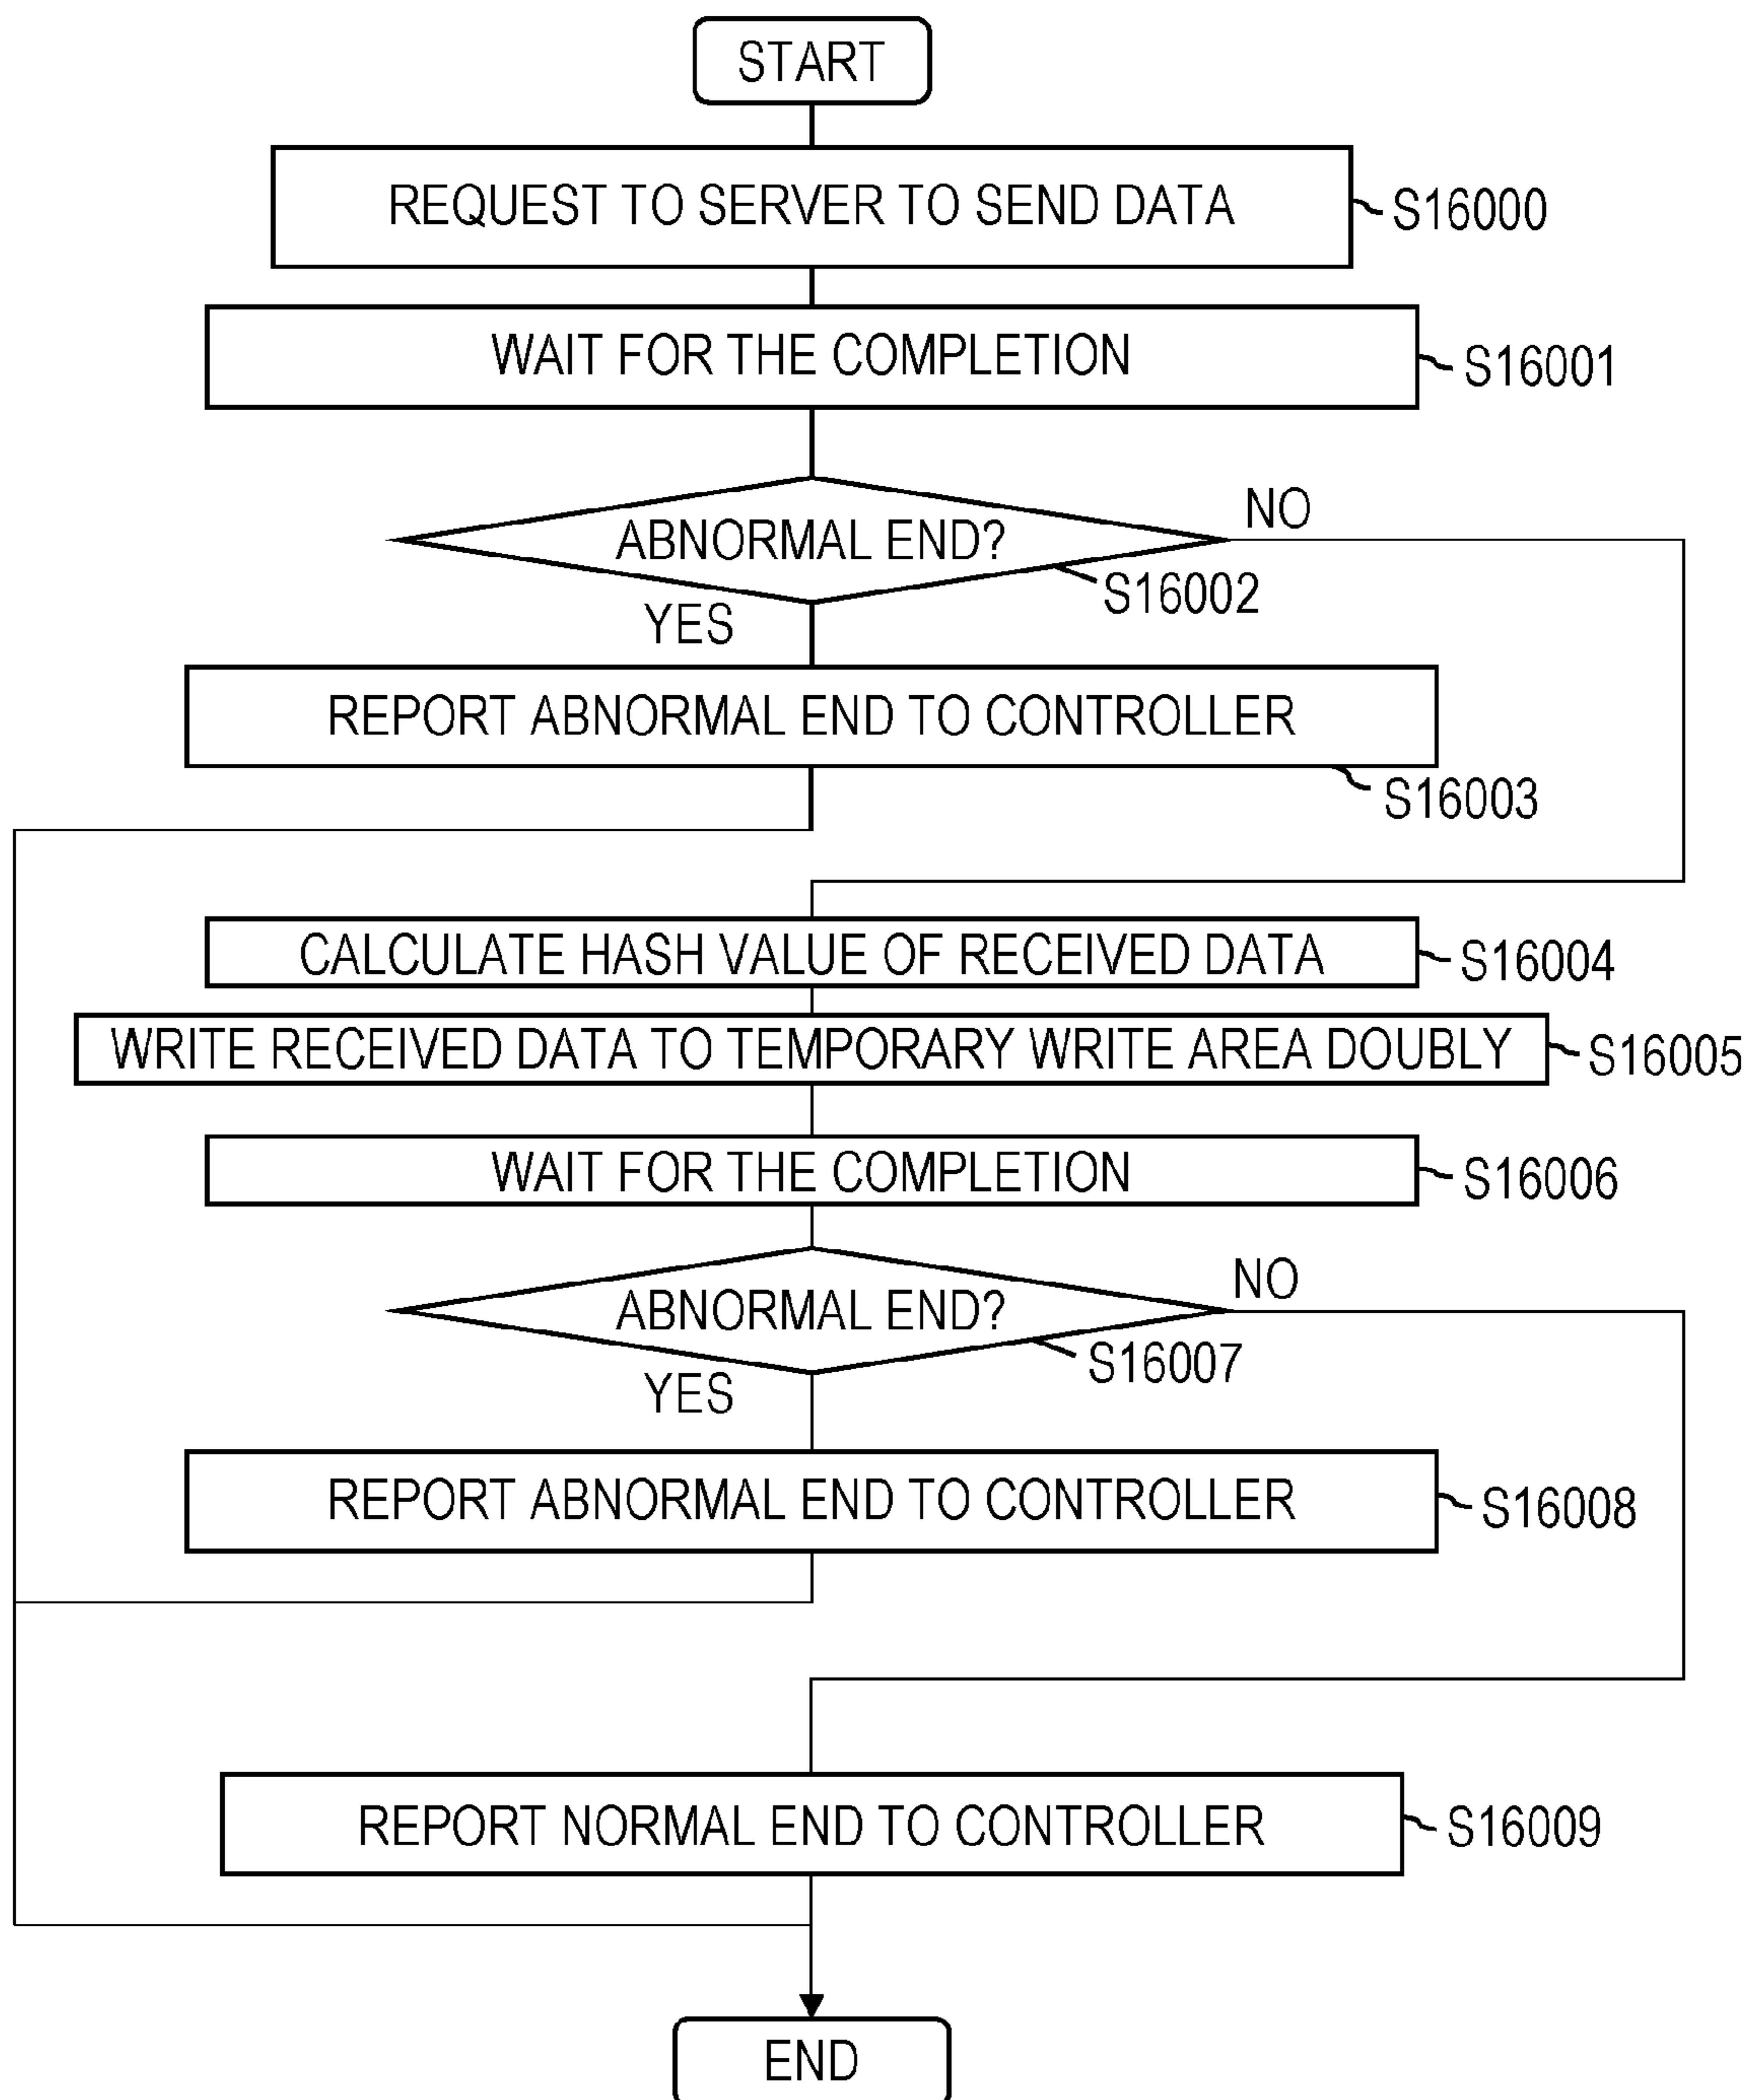 START
REQUEST TO SERVER TO SEND DATA
S16000
WAIT FOR THE COMPLETION
S16001
ABNORMAL END?
NO
S16002
YES
REPORT ABNORMAL END TO CONTROLLER
S16003
CALCULATE HASH VALUE OF RECEIVED DATA
S16004
WRITE RECEIVED DATA TO TEMPORARY WRITE AREA DOUBLY
S16005
WAIT FOR THE COMPLETION
S16006
ABNORMAL END?
NO
S16007
YES
REPORT ABNORMAL END TO CONTROLLER
S16008
REPORT NORMAL END TO CONTROLLER
S16009
END